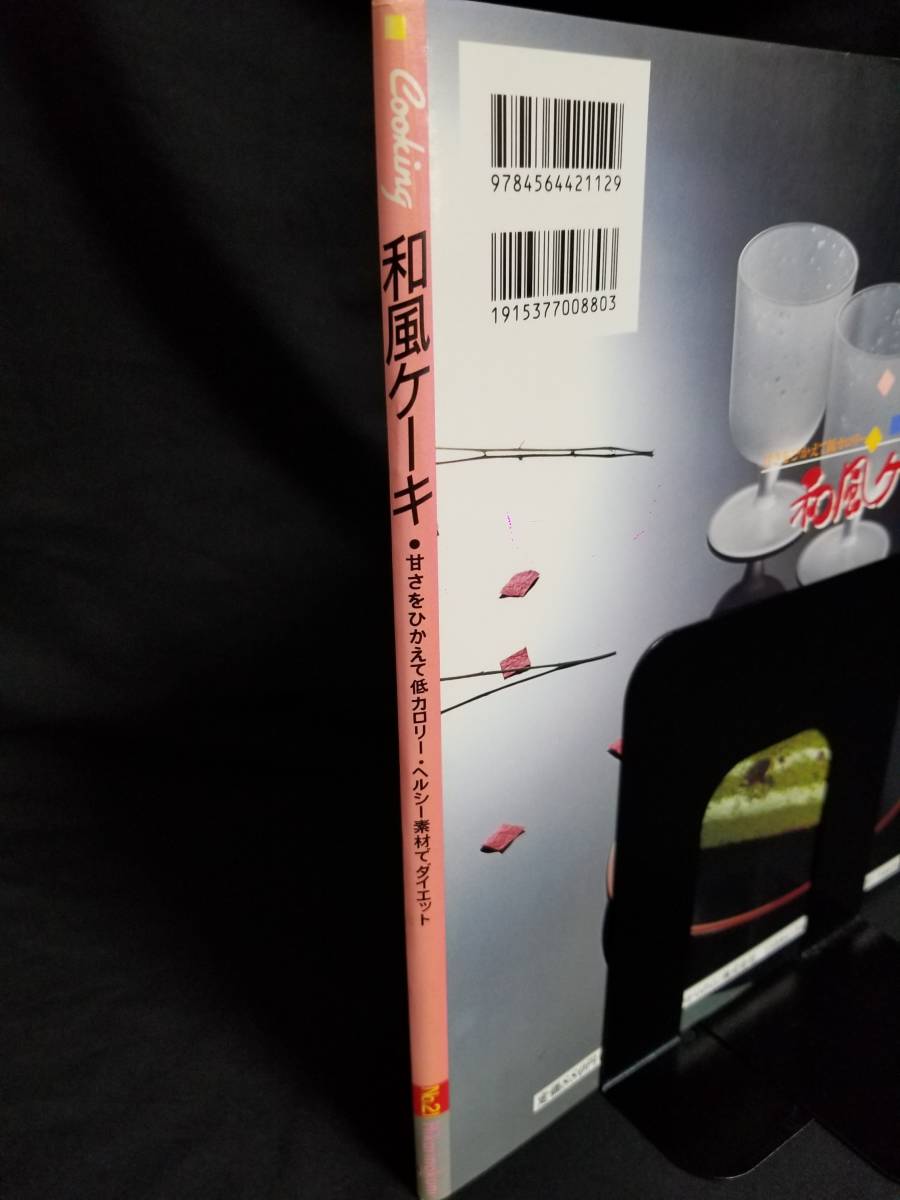 Cooking
和風ケーキ
●甘さをひかえて低カロリー・ヘルシー素材でダイエット
No.2
9784564421129
1915377008803
和風ケ